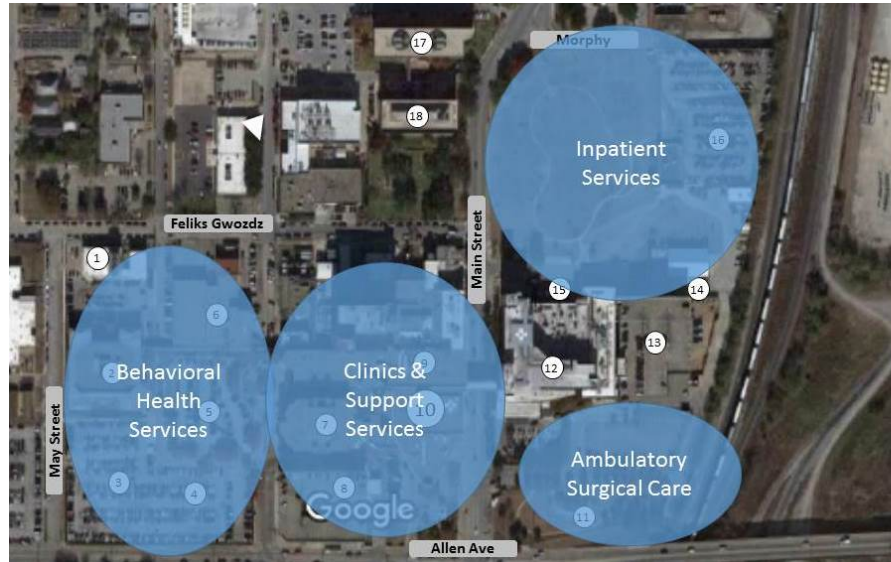 17
Morphy
18
16
Inpatient
Services
Feliks Gwozdz
Main Street
1
15
14
6
13
12
2
9
Behavioral
Health
Services
Clinics &
Support
Services
5
10
7
May Street
3
4
8
Google
Ambulatory
Surgical Care
11
Allen Ave